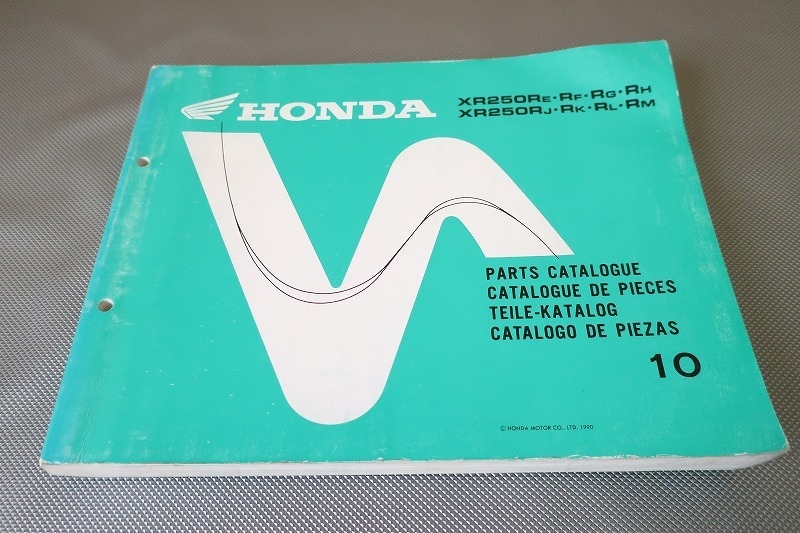 HONDA
XR250RE·RF·RG·RH
XR250RJ·RK·RL·RM
PARTS CATALOGUE
CATALOGUE DE PIECES
TEILE-KATALOG
CATALOGO DE PIEZAS
10
© HONDA MOTOR CO., LTD. 1990